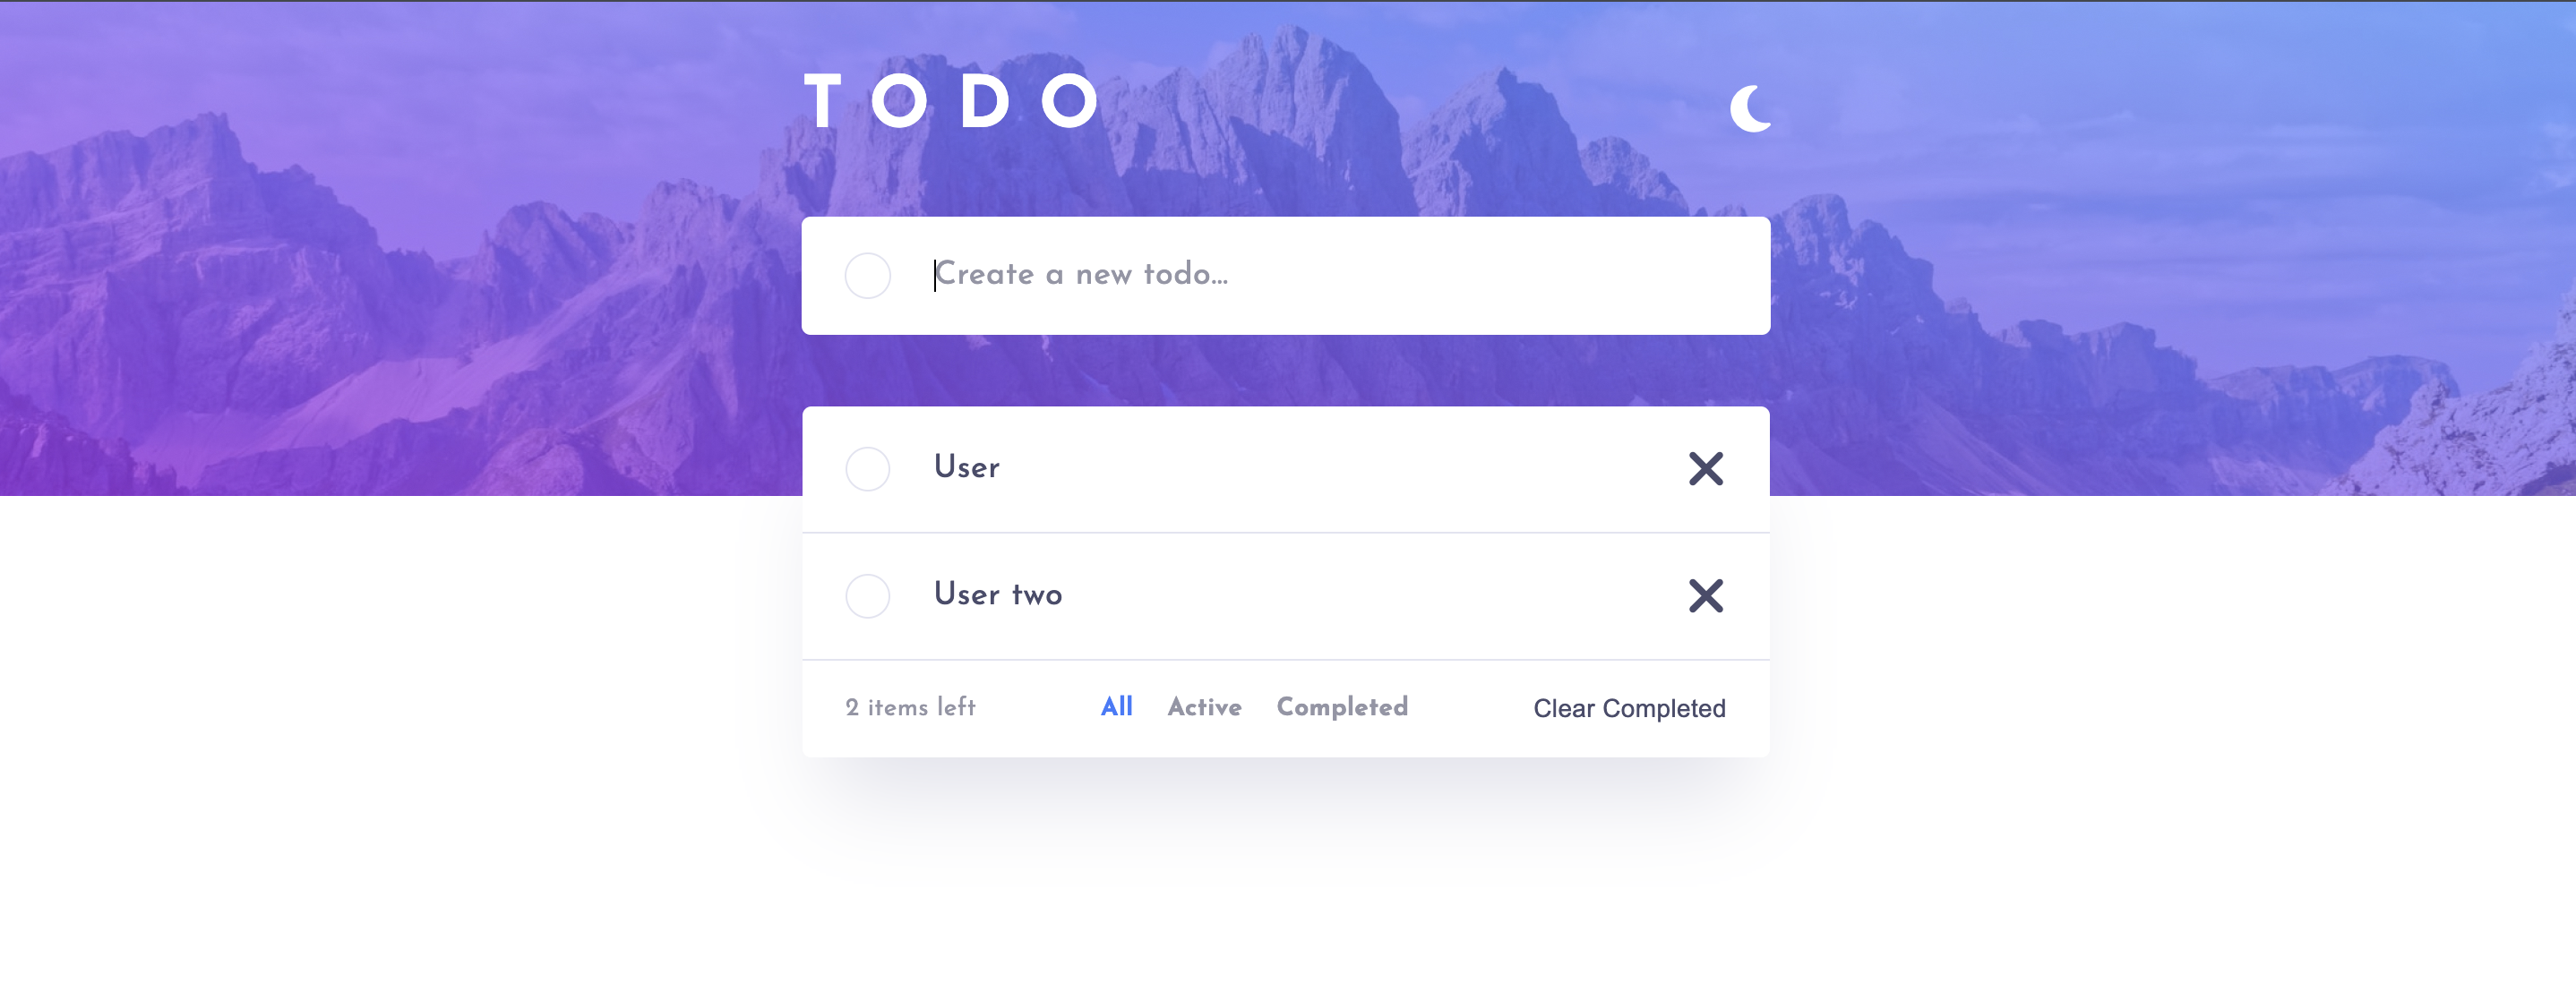 TODO
Create a new todo...
User
User two
2 items left All Active Completed Clear Completed